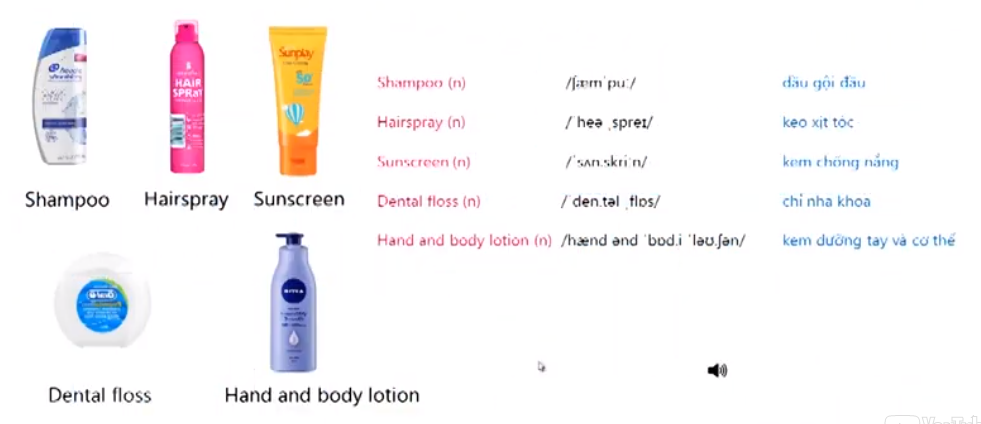 HAIR
SPRAY
Sunplay
NIVEA
Shampoo
Hairspray
Sunscreen
Dental floss
Hand and body lotion
Shampoo (n) /ʃæmˈpuː/ dầu gội đầu
Hairspray (n) /ˈheə ˌspreɪ/ keo xịt tóc
Sunscreen (n) /ˈsʌn.skriːn/ kem chống nắng
Dental floss (n) /ˈden.təl ˌflɒs/ chỉ nha khoa
Hand and body lotion (n) /hænd ənd ˈbɒd.i ˈləʊ.ʃən/ kem dưỡng tay và cơ thể